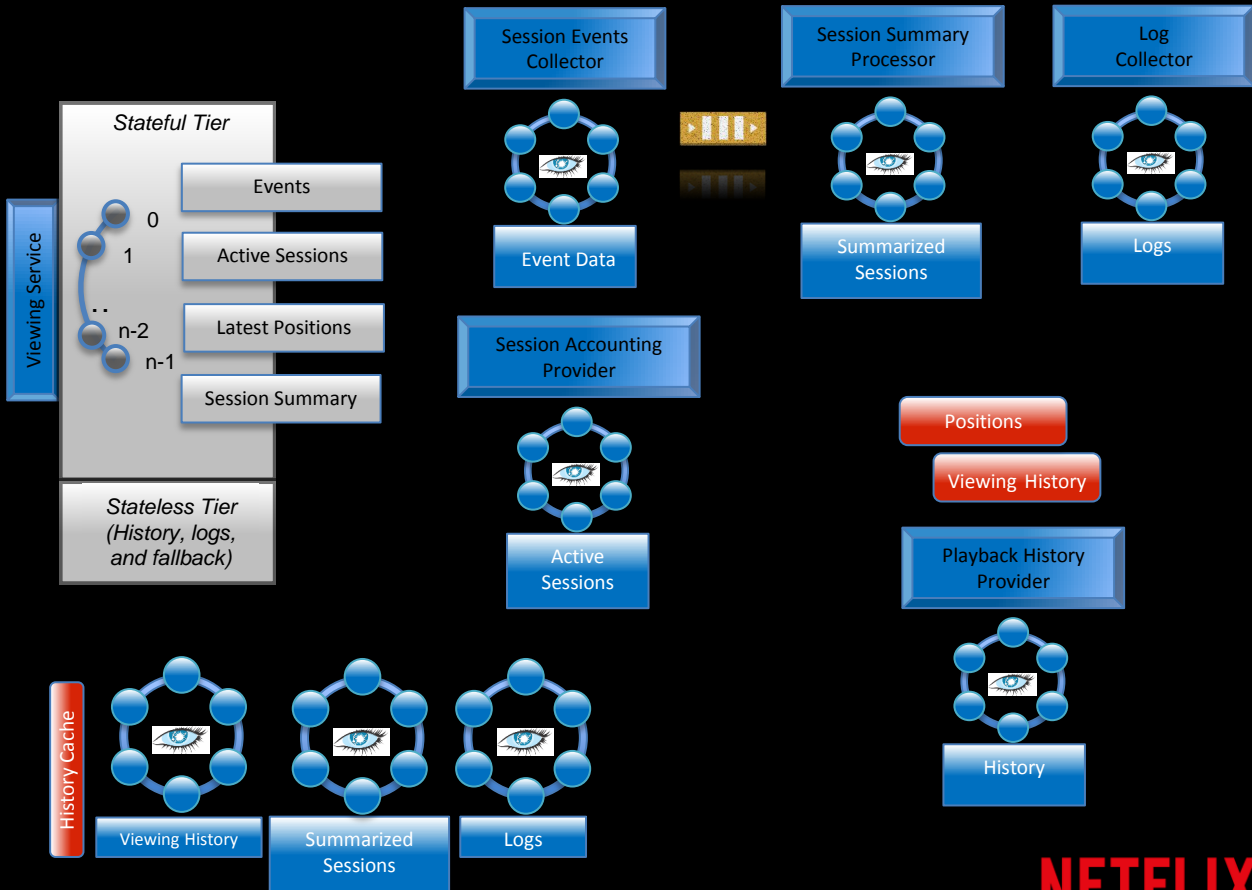 Session Events
Collector
Session Summary
Processor
Log
Collector
Stateful Tier
Events
0
Viewing Service
1
Active Sessions
Event Data
Summarized
Sessions
Logs
..
n-2
Latest Positions
n-1
Session Accounting
Provider
Session Summary
Positions
Viewing History
Stateless Tier
(History, logs,
and fallback)
Active
Sessions
Playback History
Provider
History Cache
History
Viewing History
Summarized
Sessions
Logs
NETFLIX